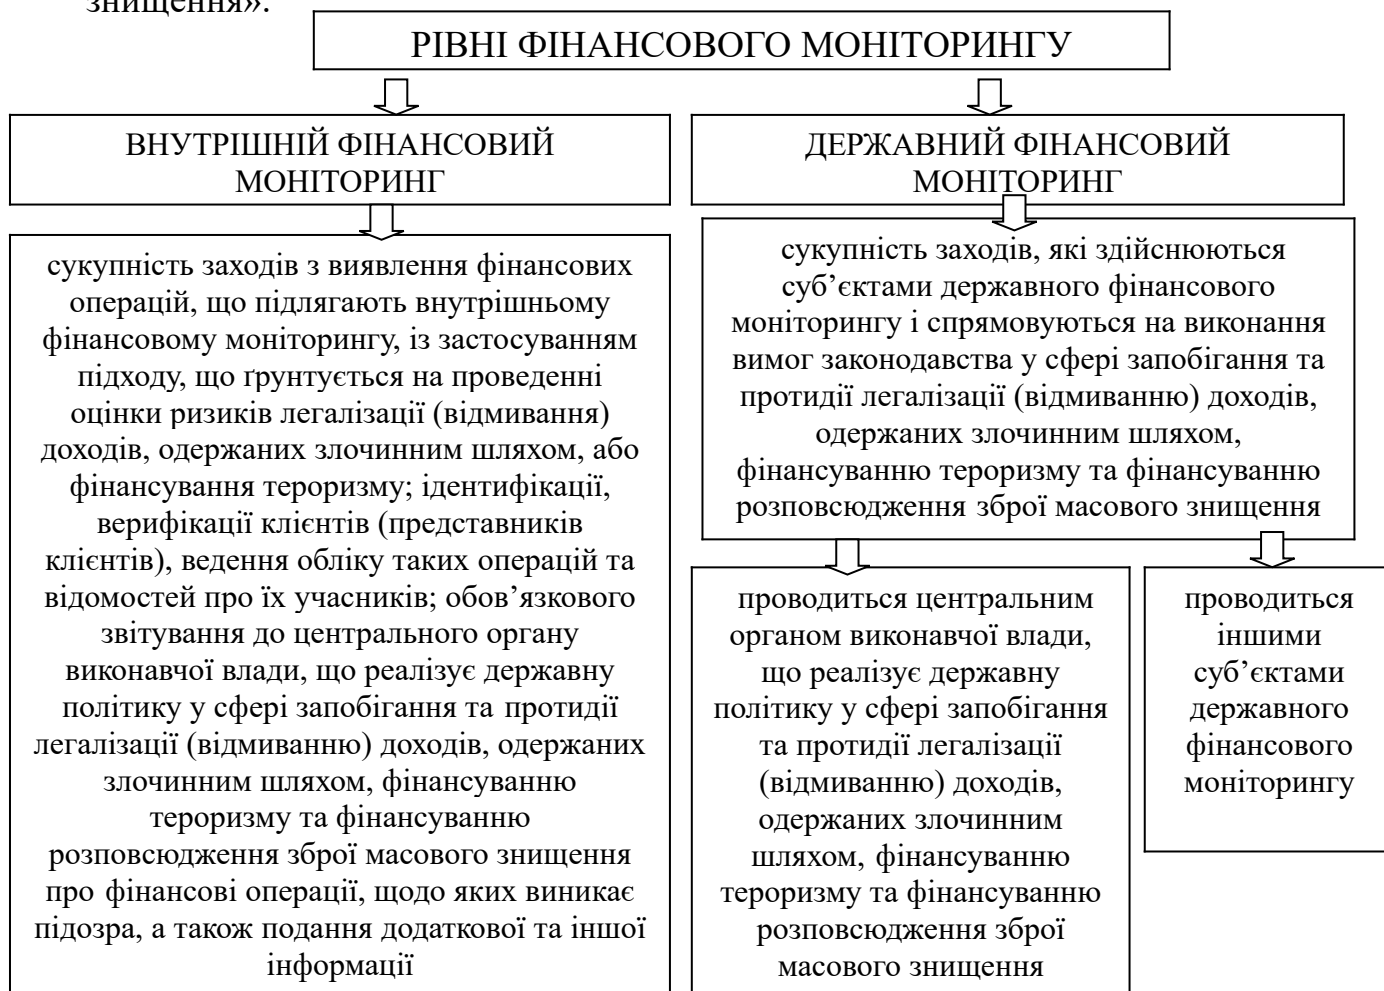 знищення».
РІВНІ ФІНАНСОВОГО МОНІТОРИНГУ
ВНУТРІШНІЙ ФІНАНСОВИЙ
МОНІТОРИНГ
сукупність заходів з виявлення фінансових
операцій, що підлягають внутрішньому
фінансовому моніторингу, із застосуванням
підходу, що ґрунтується на проведенні
оцінки ризиків легалізації (відмивання)
доходів, одержаних злочинним шляхом, або
фінансування тероризму; ідентифікації,
верифікації клієнтів (представників
клієнтів), ведення обліку таких операцій та
відомостей про їх учасників; обов’язкового
звітування до центрального органу
виконавчої влади, що реалізує державну
політику у сфері запобігання та протидії
легалізації (відмиванню) доходів, одержаних
злочинним шляхом, фінансуванню
тероризму та фінансуванню
розповсюдження зброї масового знищення
про фінансові операції, щодо яких виникає
підозра, а також подання додаткової та іншої
інформації
ДЕРЖАВНИЙ ФІНАНСОВИЙ
МОНІТОРИНГ
сукупність заходів, які здійснюються
суб’єктами державного фінансового
моніторингу і спрямовуються на виконання
вимог законодавства у сфері запобігання та
протидії легалізації (відмиванню) доходів,
одержаних злочинним шляхом,
фінансуванню тероризму та фінансуванню
розповсюдження зброї масового знищення
проводиться центральним
органом виконавчої влади,
що реалізує державну
політику у сфері запобігання
та протидії легалізації
(відмиванню) доходів,
одержаних злочинним
шляхом, фінансуванню
тероризму та фінансуванню
розповсюдження зброї
масового знищення
проводиться
іншими
суб’єктами
державного
фінансового
моніторингу